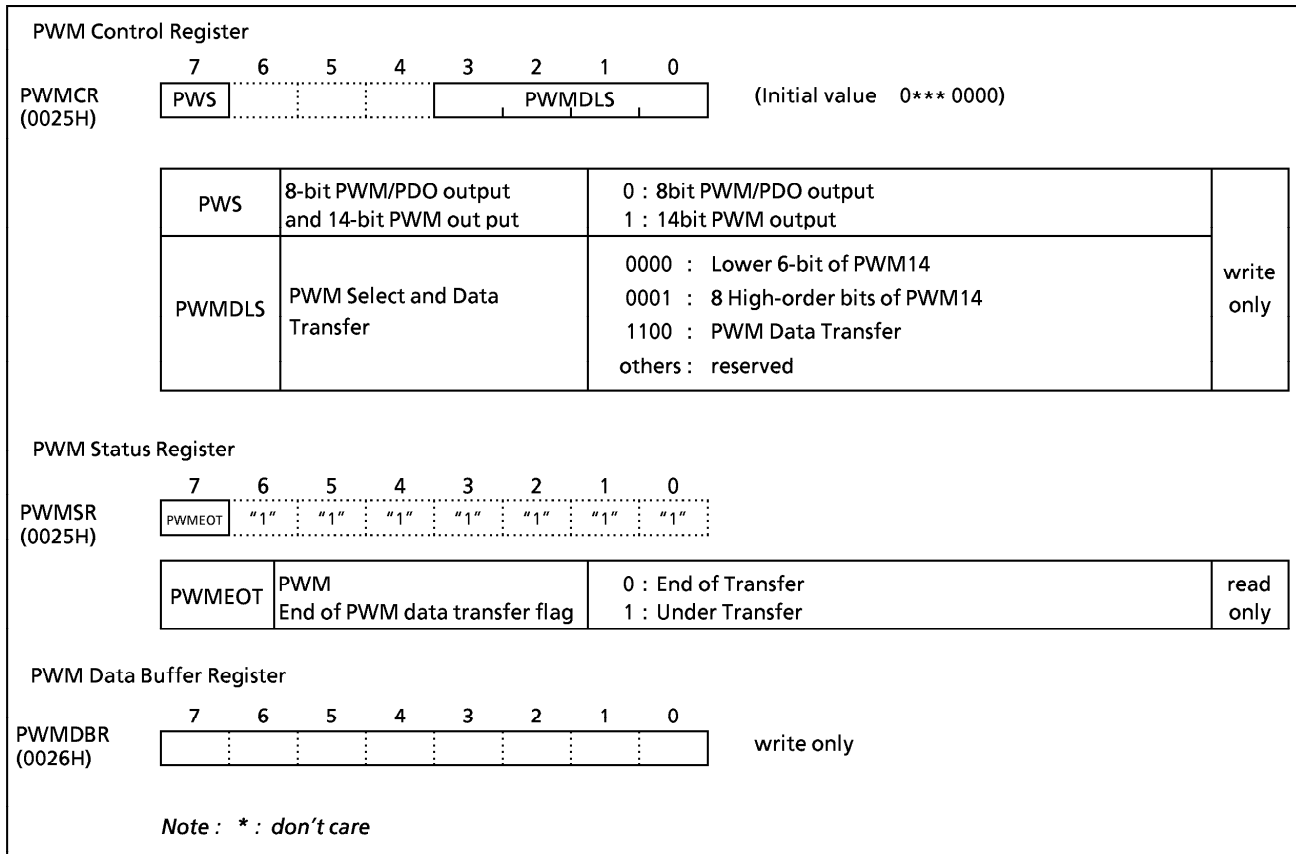 PWM Control Register
7 6 5 4 3 2 1 0
PWMCR (0025H) PWS PWMDLS (Initial value 0*** 0000)
PWS 8-bit PWM/PDO output and 14-bit PWM out put 0 : 8bit PWM/PDO output 1 : 14bit PWM output write only
PWMDLS PWM Select and Data Transfer
0000 : Lower 6-bit of PWM14
0001 : 8 High-order bits of PWM14
1100 : PWM Data Transfer
others : reserved
PWM Status Register
7 6 5 4 3 2 1 0
PWMSR (0025H) PWMEOT "1" "1" "1" "1" "1" "1" "1"
PWMEOT PWM End of PWM data transfer flag 0 : End of Transfer 1 : Under Transfer read only
PWM Data Buffer Register
7 6 5 4 3 2 1 0
PWMDBR (0026H) write only
Note : * : don't care